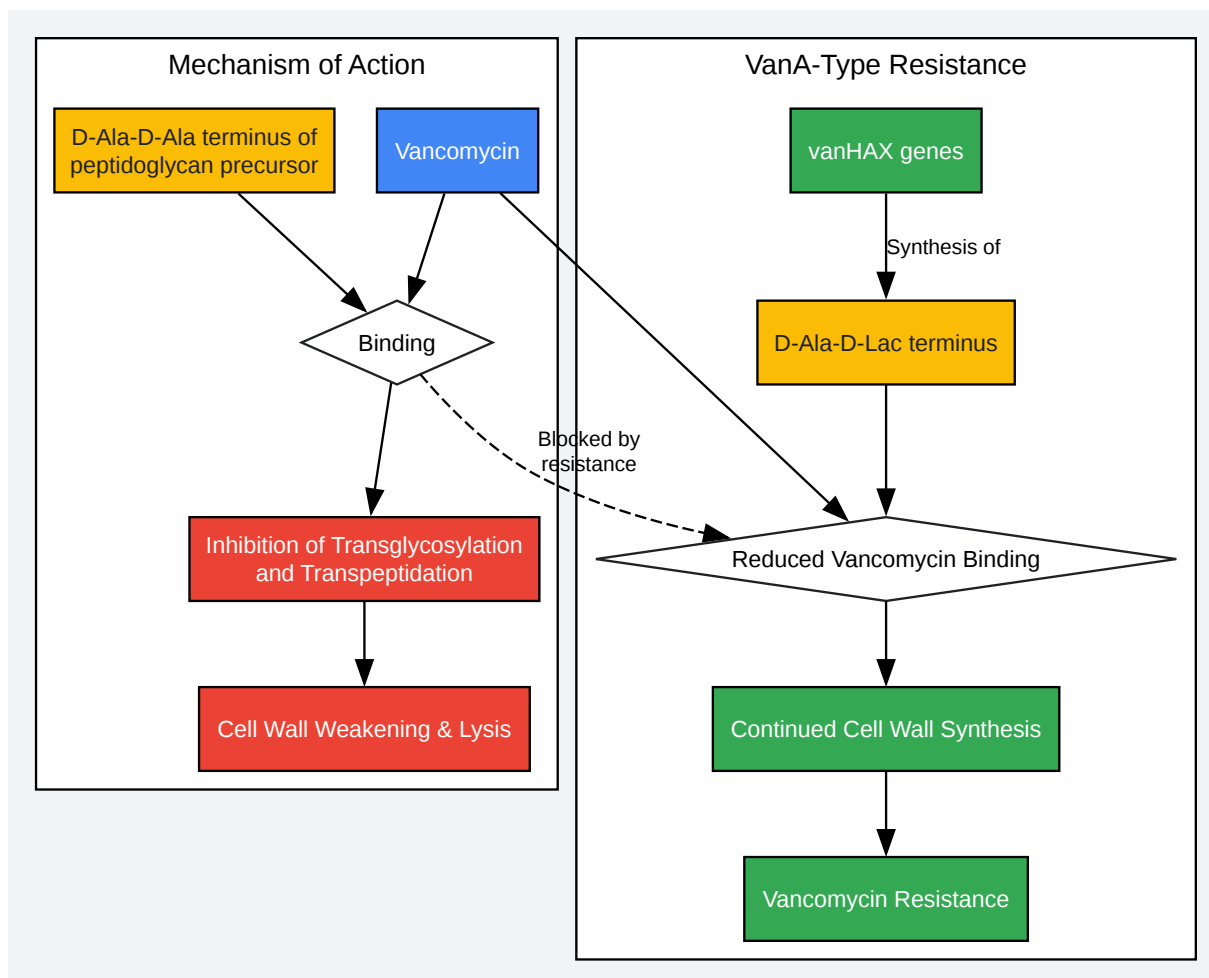 Mechanism of Action
D-Ala-D-Ala terminus of
peptidoglycan precursor
Vancomycin
Binding
Inhibition of Transglycosylation
and Transpeptidation
Cell Wall Weakening & Lysis
Blocked by
resistance
VanA-Type Resistance
vanHAX genes
Synthesis of
D-Ala-D-Lac terminus
Reduced Vancomycin Binding
Continued Cell Wall Synthesis
Vancomycin Resistance